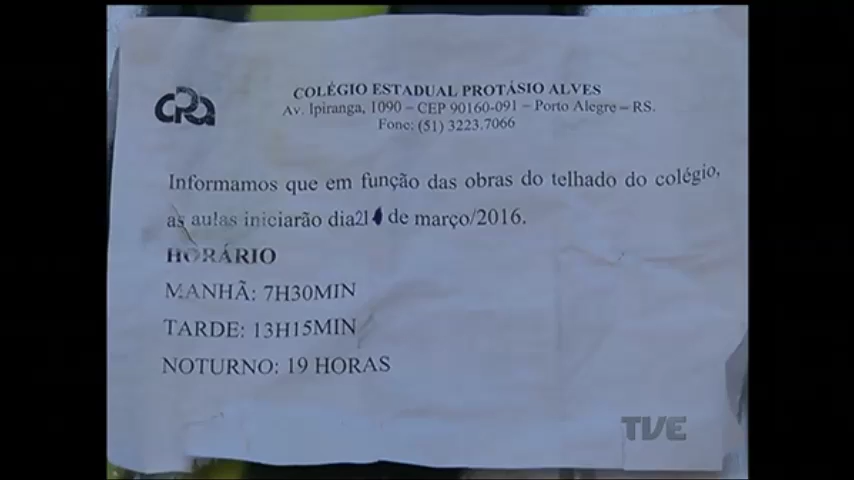 CPA
COLÉGIO ESTADUAL PROTÁSIO ALVES
Av. Ipiranga, 1090 – CEP 90160-091 – Porto Alegre – RS.
Fone: (51) 3223.7066
Informamos que em função das obras do telhado do colégio,
as aulas iniciarão dia 21 de março/2016.
HORÁRIO
MANHÃ: 7H30MIN
TARDE: 13H15MIN
NOTURNO: 19 HORAS
TVE